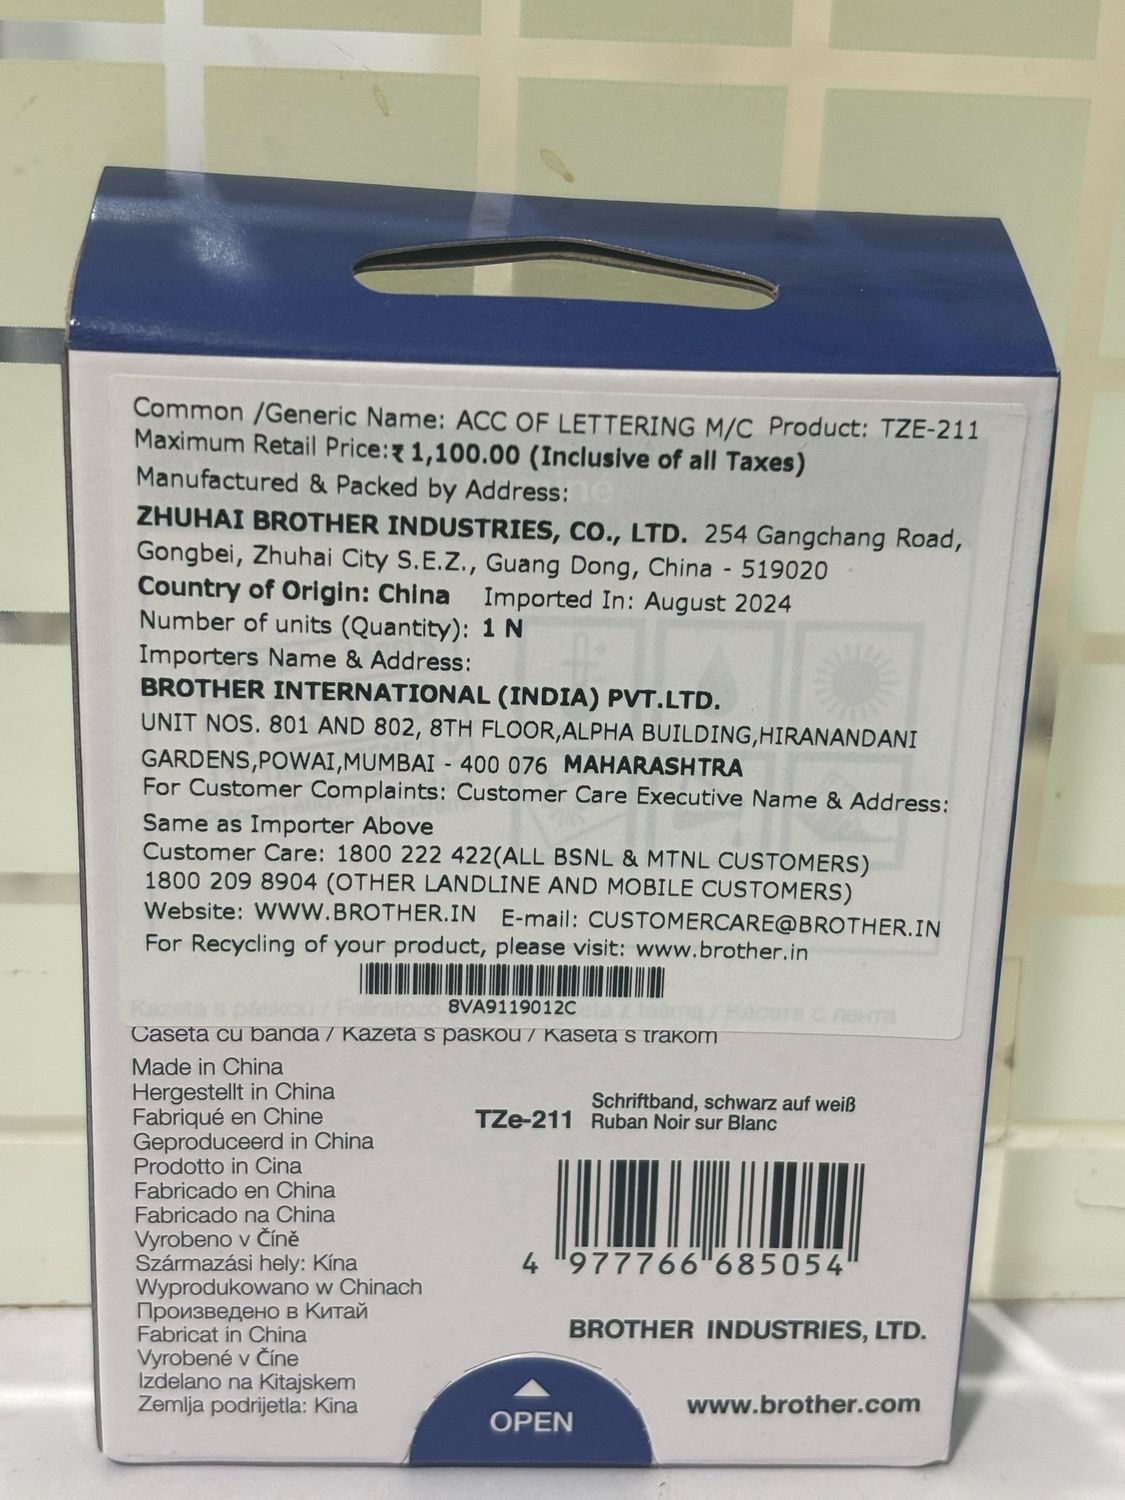 Common /Generic Name: ACC OF LETTERING M/C Product: TZE-211
Maximum Retail Price:₹ 1,100.00 (Inclusive of all Taxes)
Manufactured & Packed by Address:
ZHUHAI BROTHER INDUSTRIES, CO., LTD. 254 Gangchang Road,
Gongbei, Zhuhai City S.E.Z., Guang Dong, China - 519020
Country of Origin: China Imported In: August 2024
Number of units (Quantity): 1 N
Importers Name & Address:
BROTHER INTERNATIONAL (INDIA) PVT.LTD.
UNIT NOS. 801 AND 802, 8TH FLOOR,ALPHA BUILDING,HIRANANDANI
GARDENS,POWAI,MUMBAI - 400 076 MAHARASHTRA
For Customer Complaints: Customer Care Executive Name & Address:
Same as Importer Above
Customer Care: 1800 222 422(ALL BSNL & MTNL CUSTOMERS)
1800 209 8904 (OTHER LANDLINE AND MOBILE CUSTOMERS)
Website: WWW.BROTHER.IN E-mail: CUSTOMERCARE@BROTHER.IN
For Recycling of your product, please visit: www.brother.in
8VA9119012C
Caseta cu banda / Kazeta s páskou / Kaseta s trakom
Made in China
Hergestellt in China
Fabriqué en Chine
Geproduceerd in China
Prodotto in Cina
Fabricado en China
Fabricado na China
Vyrobeno v Číně
Származási hely: Kína
Wyprodukowano w Chinach
Произведено в Китай
Fabricat in China
Vyrobené v Číne
Izdelano na Kitajskem
Zemlja podrijetla: Kina
TZe-211 Schriftband, schwarz auf weiß
Ruban Noir sur Blanc
4 977766 685054
BROTHER INDUSTRIES, LTD.
www.brother.com
OPEN